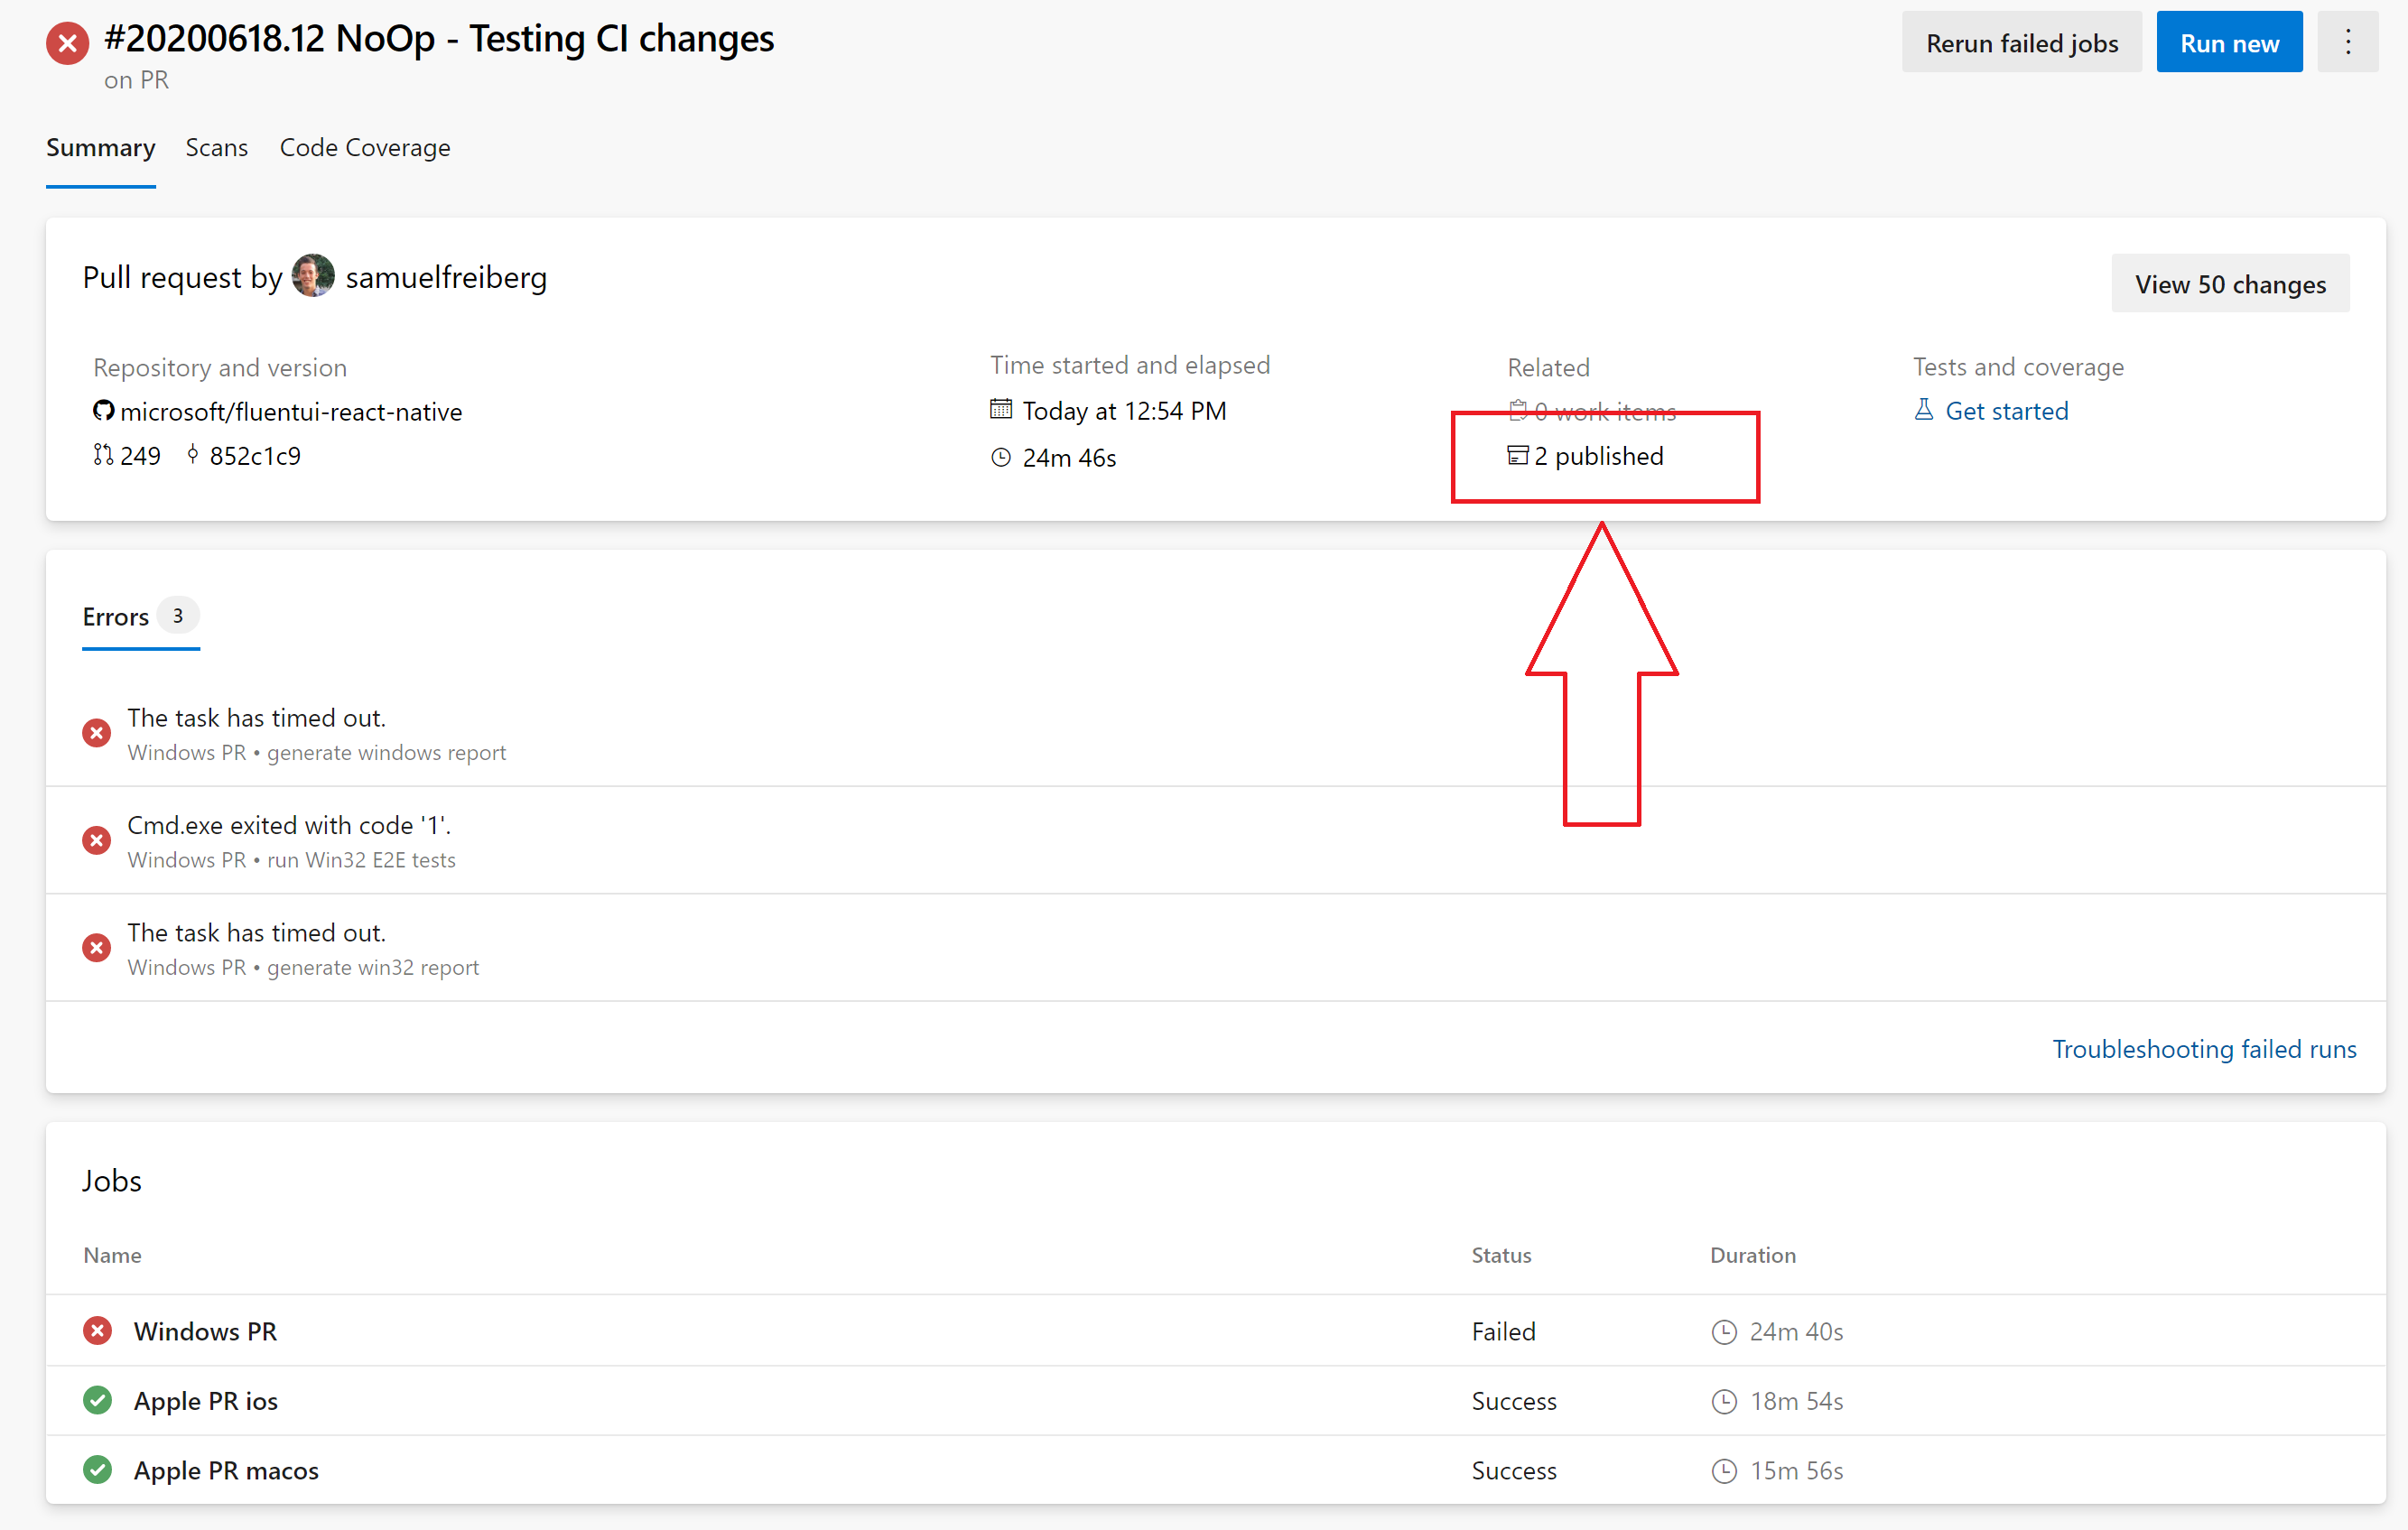 #20200618.12 NoOp - Testing CI changes
on PR
Rerun failed jobs
Run new
Summary
Scans
Code Coverage
Pull request by samuelfreiberg
View 50 changes
Repository and version
microsoft/fluentui-react-native
249 852c1c9
Time started and elapsed
Today at 12:54 PM
24m 46s
Related
0 work items
2 published
Tests and coverage
Get started
Errors 3
The task has timed out.
Windows PR • generate windows report
Cmd.exe exited with code '1'.
Windows PR • run Win32 E2E tests
The task has timed out.
Windows PR • generate win32 report
Troubleshooting failed runs
Jobs
Name Status Duration
Windows PR Failed 24m 40s
Apple PR ios Success 18m 54s
Apple PR macos Success 15m 56s